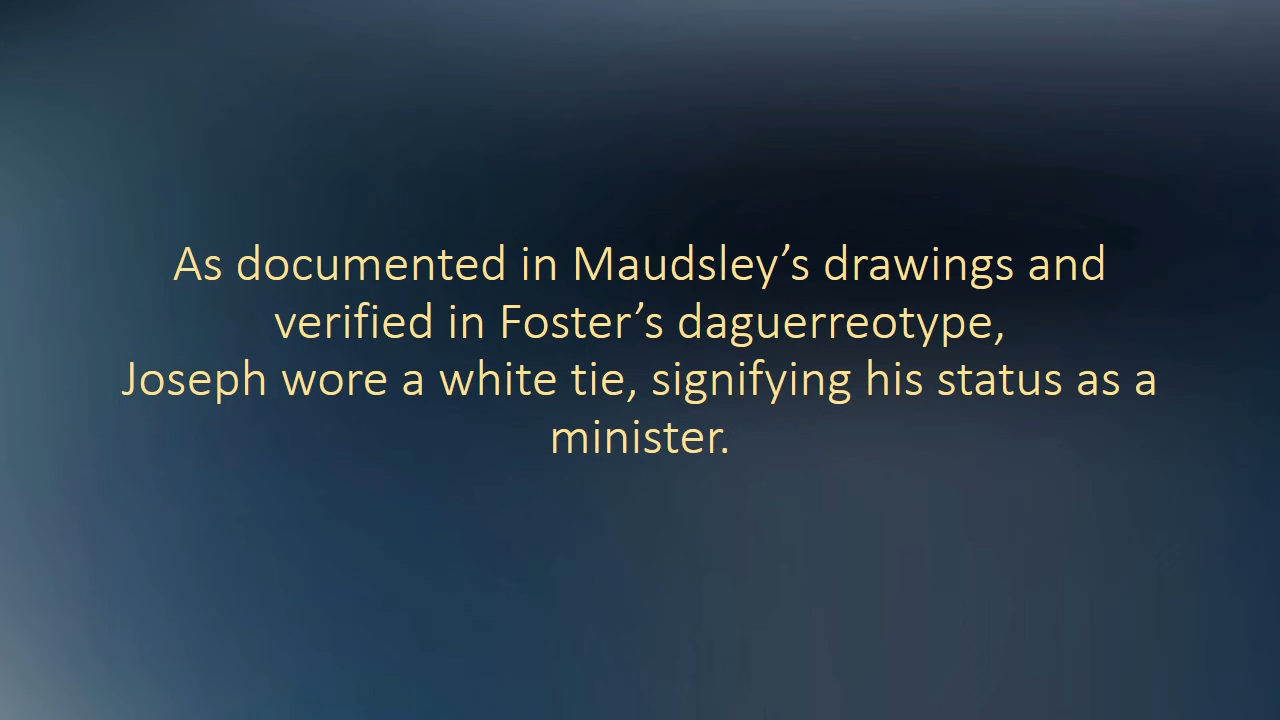 As documented in Maudsley’s drawings and
verified in Foster’s daguerreotype,
Joseph wore a white tie, signifying his status as a
minister.